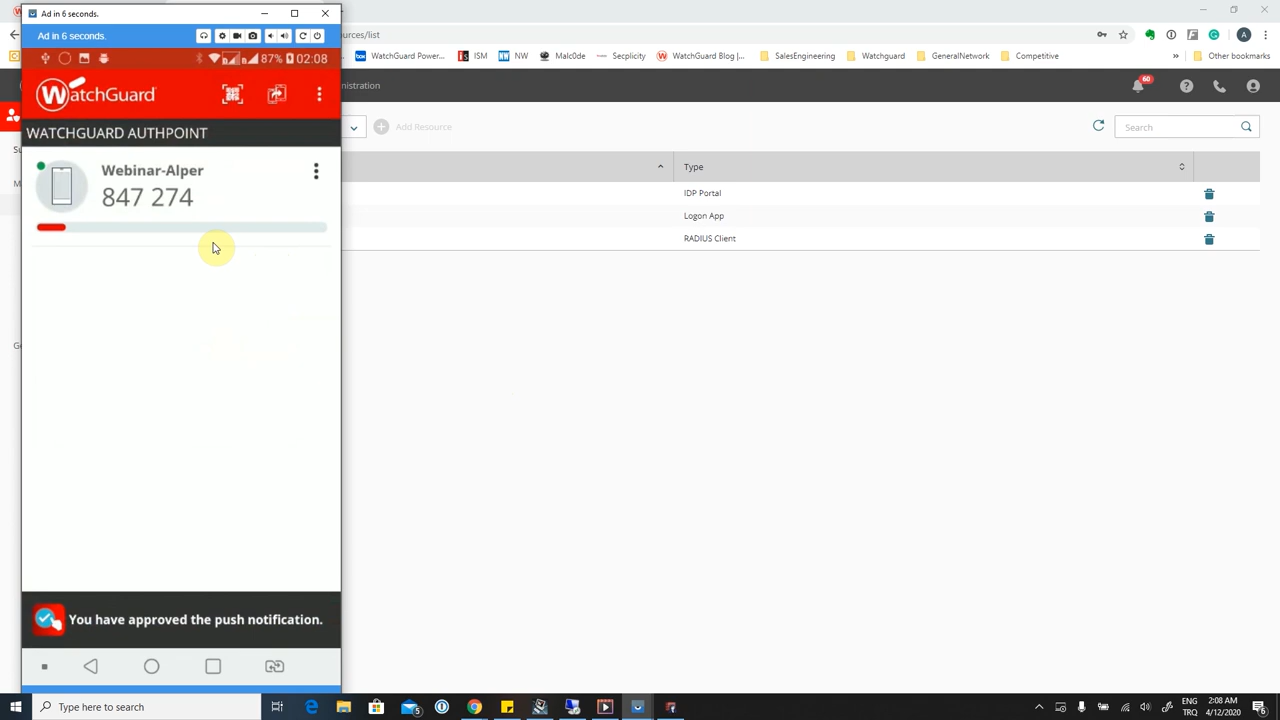 Ad in 6 seconds.
Ad in 6 seconds.
87% 02:08
WatchGuard
WATCHGUARD AUTHPOINT
Webinar-Alper
847 274
You have approved the push notification.
ources/list
WatchGuard Power...
ISM
NW
Malc0de
Secplicity
WatchGuard Blog |...
SalesEngineering
Watchguard
GeneralNetwork
Competitive
»
Other bookmarks
inistration
60
Add Resource
Search
Type
IDP Portal
Logon App
RADIUS Client
Type here to search
ENG
TRQ
2:08 AM
4/12/2020